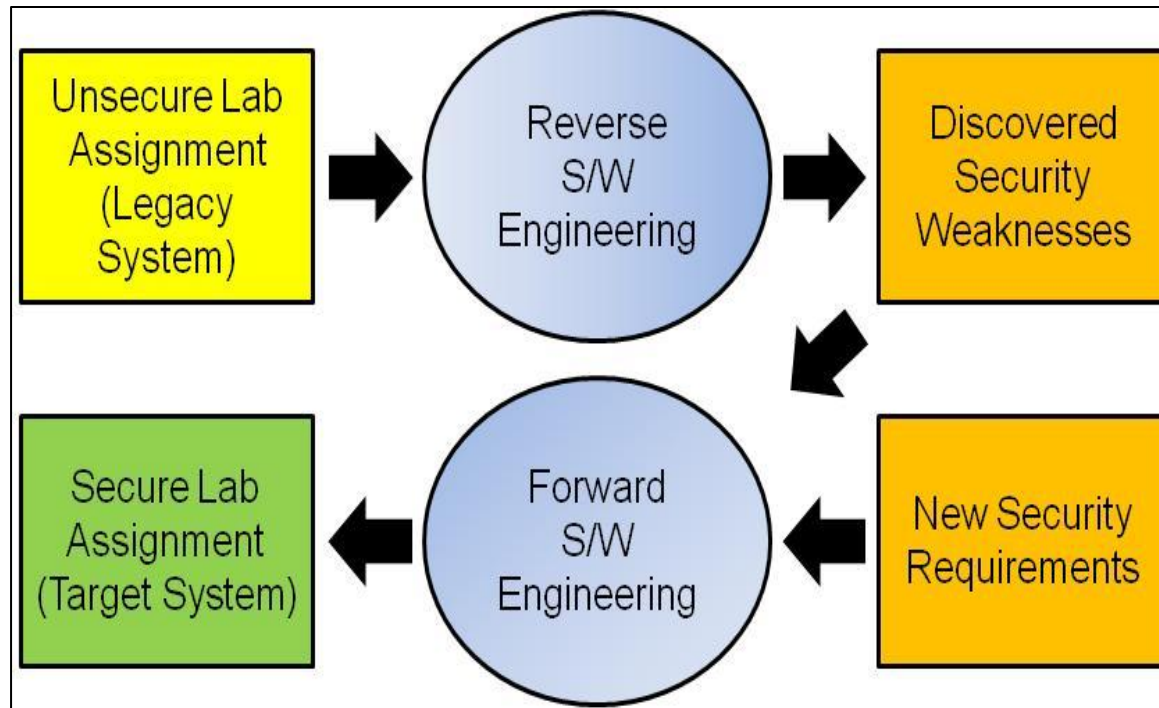 Unsecure Lab
Assignment
(Legacy
System)
Reverse
S/W
Engineering
Discovered
Security
Weaknesses
Secure Lab
Assignment
(Target System)
Forward
S/W
Engineering
New Security
Requirements